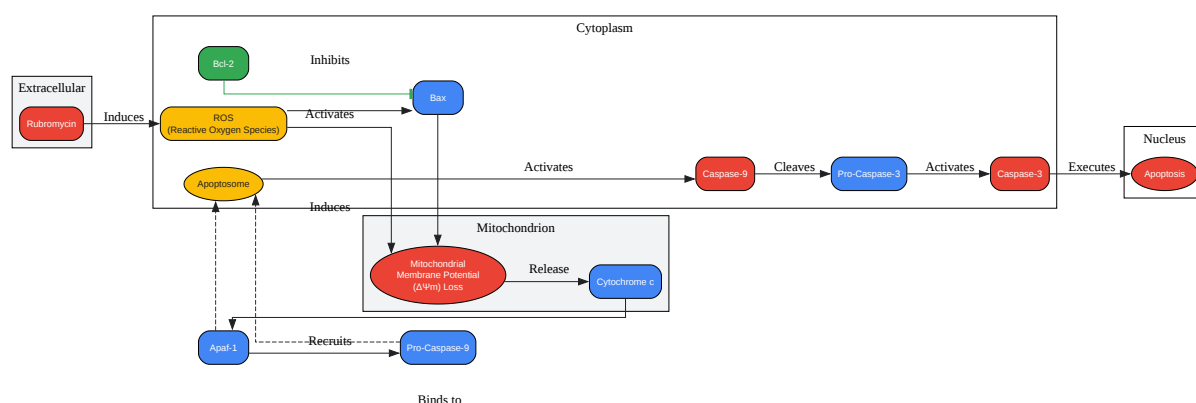 Cytoplasm
Bcl-2
Inhibits
Extracellular
Bax
Rubromycin
Induces
ROS
(Reactive Oxygen Species)
Activates
Nucleus
Apoptosome
Activates
Caspase-9
Cleaves
Pro-Caspase-3
Activates
Caspase-3
Executes
Apoptosis
Induces
Mitochondrion
Mitochondrial
Membrane Potential
(ΔΨm) Loss
Release
Cytochrome c
Apaf-1
Recruits
Pro-Caspase-9
Binds to